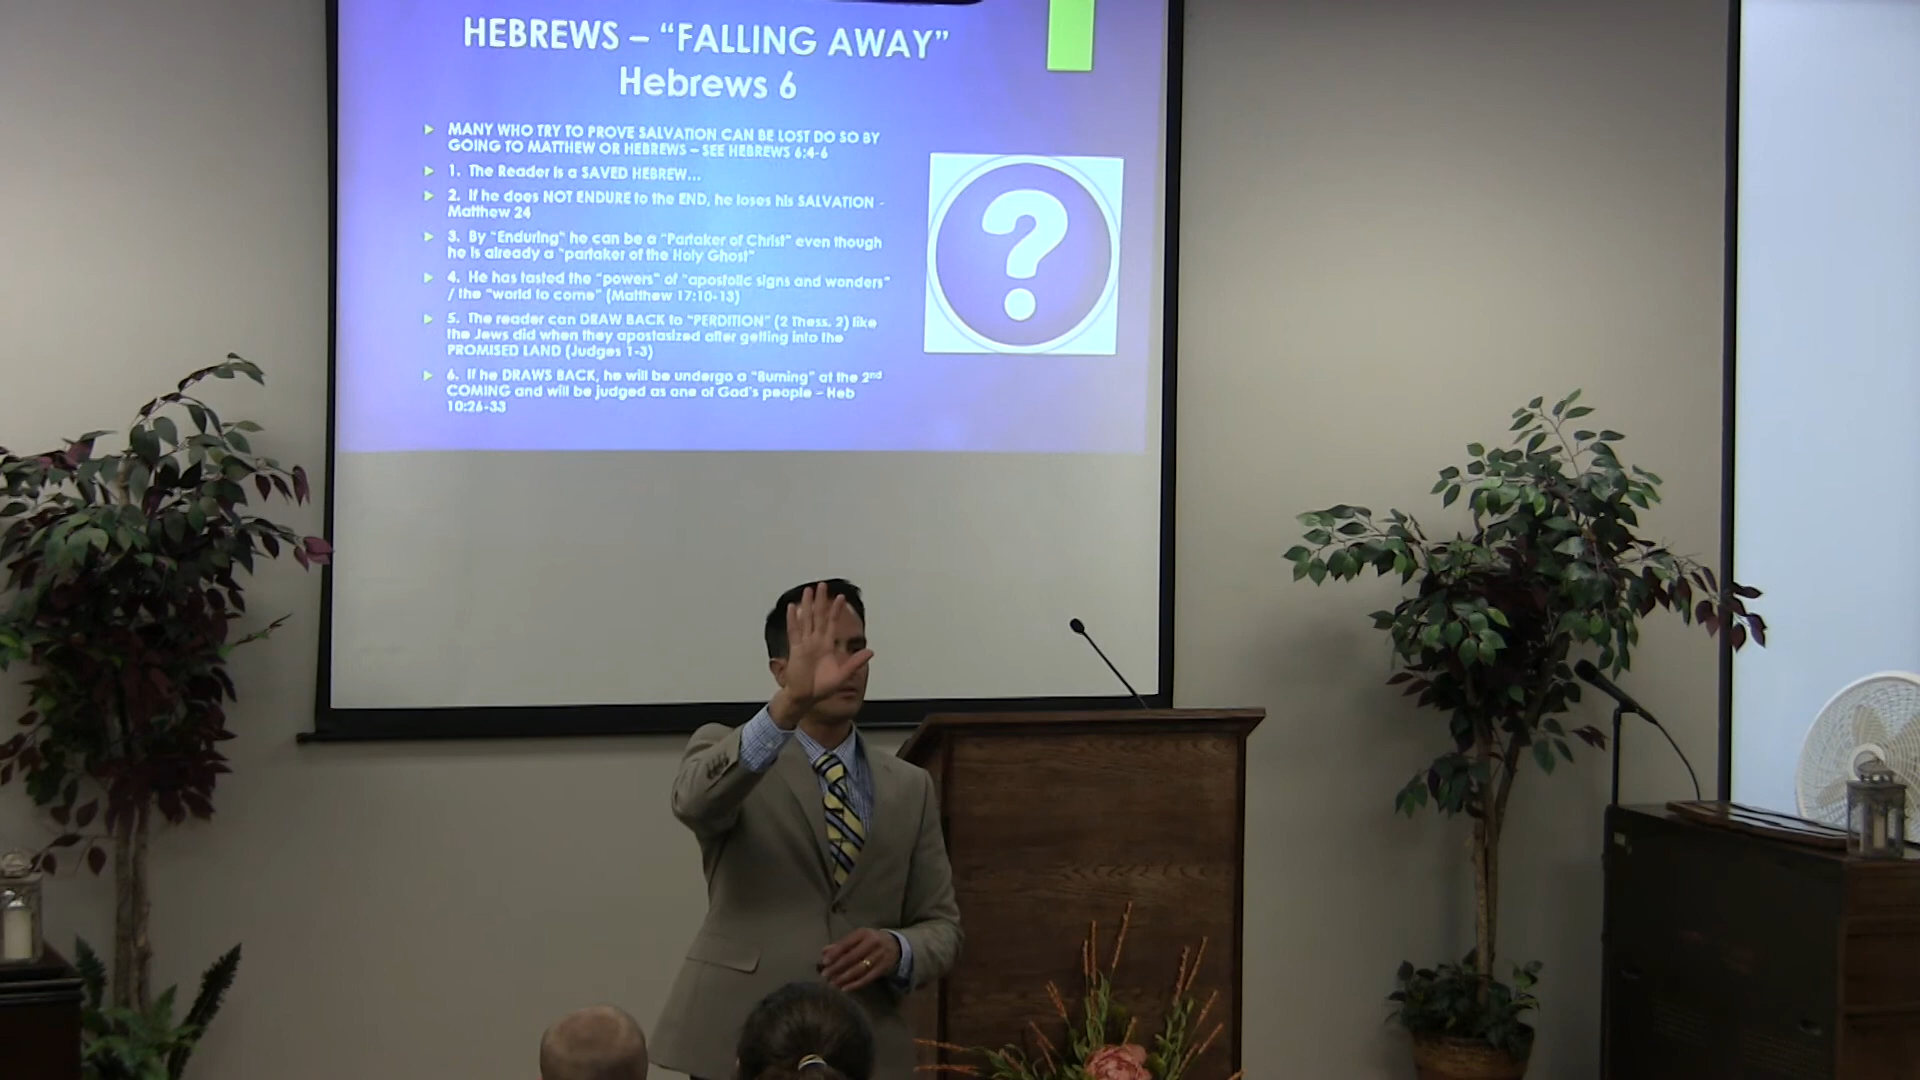 HEBREWS – “FALLING AWAY”
Hebrews 6
MANY WHO TRY TO PROVE SALVATION CAN BE LOST DO SO BY
GOING TO MATTHEW OR HEBREWS – SEE HEBREWS 6:4-6
1. The Reader is a SAVED HEBREW...
2. If he does NOT ENDURE to the END, he loses his SALVATION -
Matthew 24
3. By “Enduring” he can be a “Partaker of Christ” even though
he is already a “partaker of the Holy Ghost”
4. He has tasted the “powers” of “apostolic signs and wonders”
/ the “world to come” (Matthew 17:10-13)
5. The reader can DRAW BACK to “PERDITION” (2 Thess. 2) like
the Jews did when they apostasized after getting into the
PROMISED LAND (Judges 1-3)
6. If he DRAWS BACK, he will be undergo a “Burning” at the 2nd
COMING and will be judged as one of God's people – Heb
10:26-33
?